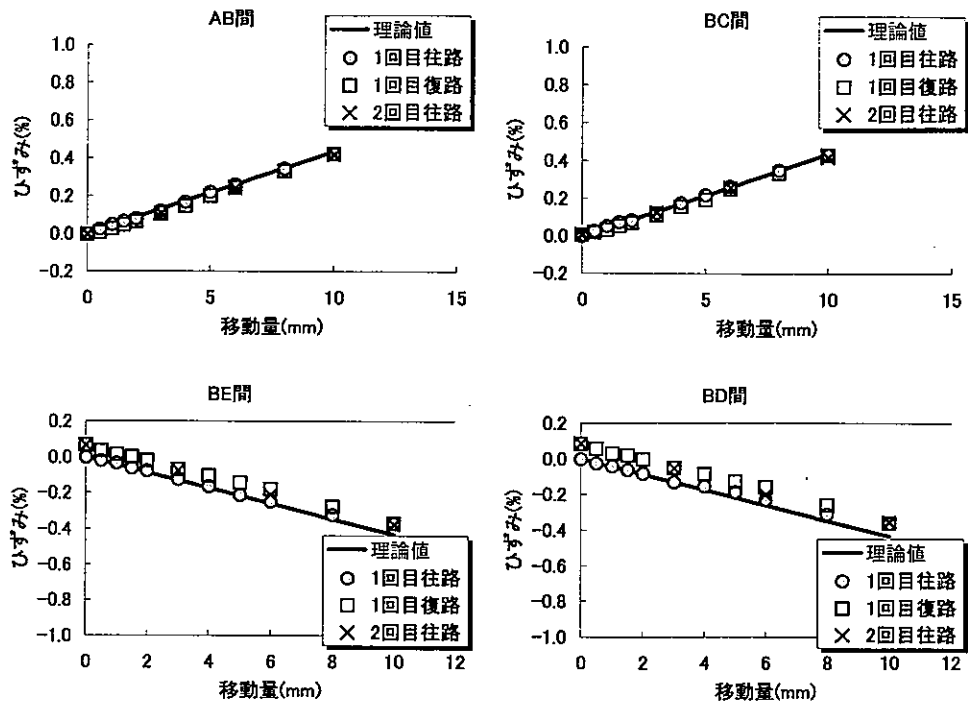 AB間
理論値
1回目往路
1回目復路
2回目往路
1.0
0.8
0.6
0.4
0.2
0.0
-0.2
ひずみ(%)
0 5 10 15
移動量(mm)
BC間
理論値
1回目往路
1回目復路
2回目往路
1.0
0.8
0.6
0.4
0.2
0.0
-0.2
ひずみ(%)
0 5 10 15
移動量(mm)
BE間
0.2
0.0
-0.2
-0.4
-0.6
-0.8
-1.0
ひずみ(%)
理論値
1回目往路
1回目復路
2回目往路
0 2 4 6 8 10 12
移動量(mm)
BD間
0.2
0.0
-0.2
-0.4
-0.6
-0.8
-1.0
ひずみ(%)
理論値
1回目往路
1回目復路
2回目往路
0 2 4 6 8 10 12
移動量(mm)